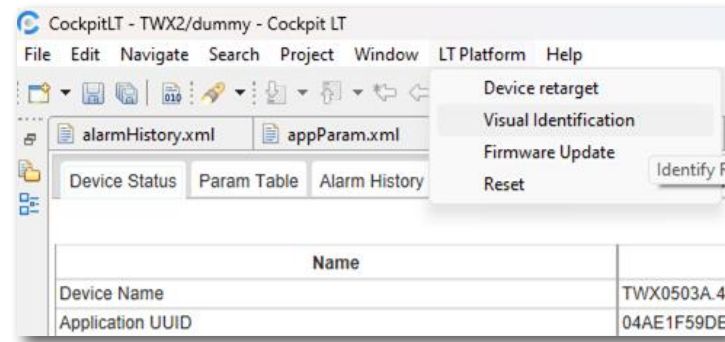 CockpitLT - TWX2/dummy - Cockpit LT
File Edit Navigate Search Project Window LT Platform Help
Device retarget
Visual Identification
Firmware Update
Reset
Identify
010
alarmHistory.xml appParam.xml
Device Status Param Table Alarm History
Name
Device Name TWX0503A.4
Application UUID 04AE1F59DE